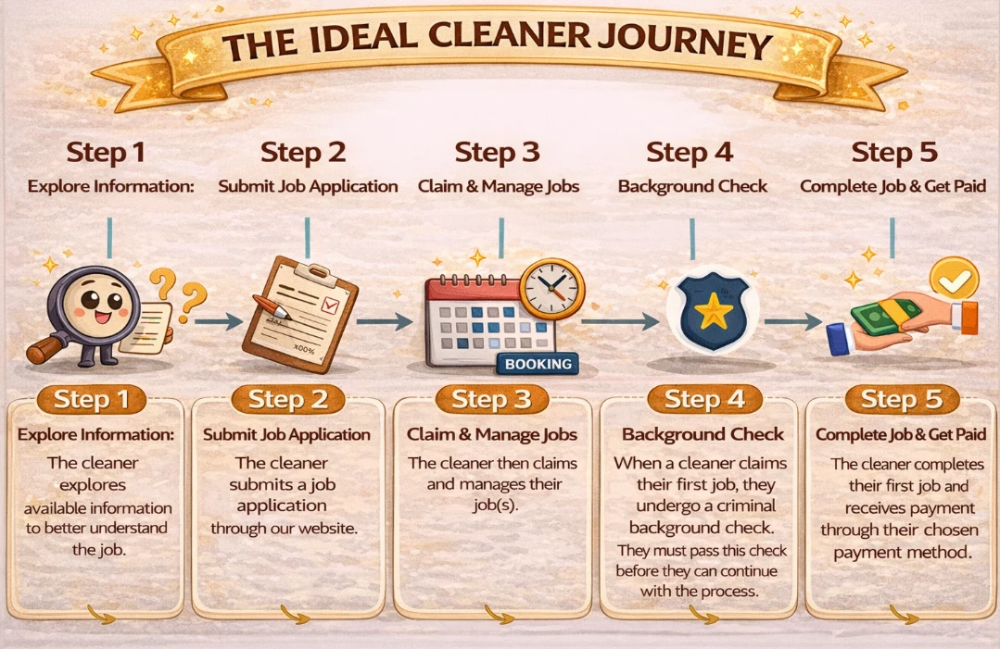 THE IDEAL CLEANER JOURNEY
Step 1
Explore Information:
Step 2
Submit Job Application
Step 3
Claim & Manage Jobs
Step 4
Background Check
Step 5
Complete Job & Get Paid
BOOKING
Step 1
Explore Information:
The cleaner
explores
available information
to better understand
the job.
Step 2
Submit Job Application
The cleaner
submits a job
application
through our website.
Step 3
Claim & Manage Jobs
The cleaner then claims
and manages their
job(s).
Step 4
Background Check
When a cleaner claims
their first job, they
undergo a criminal
background check.
They must pass this check
before they can continue
with the process.
Step 5
Complete Job & Get Paid
The cleaner completes
their first job and
receives payment
through their chosen
payment method.